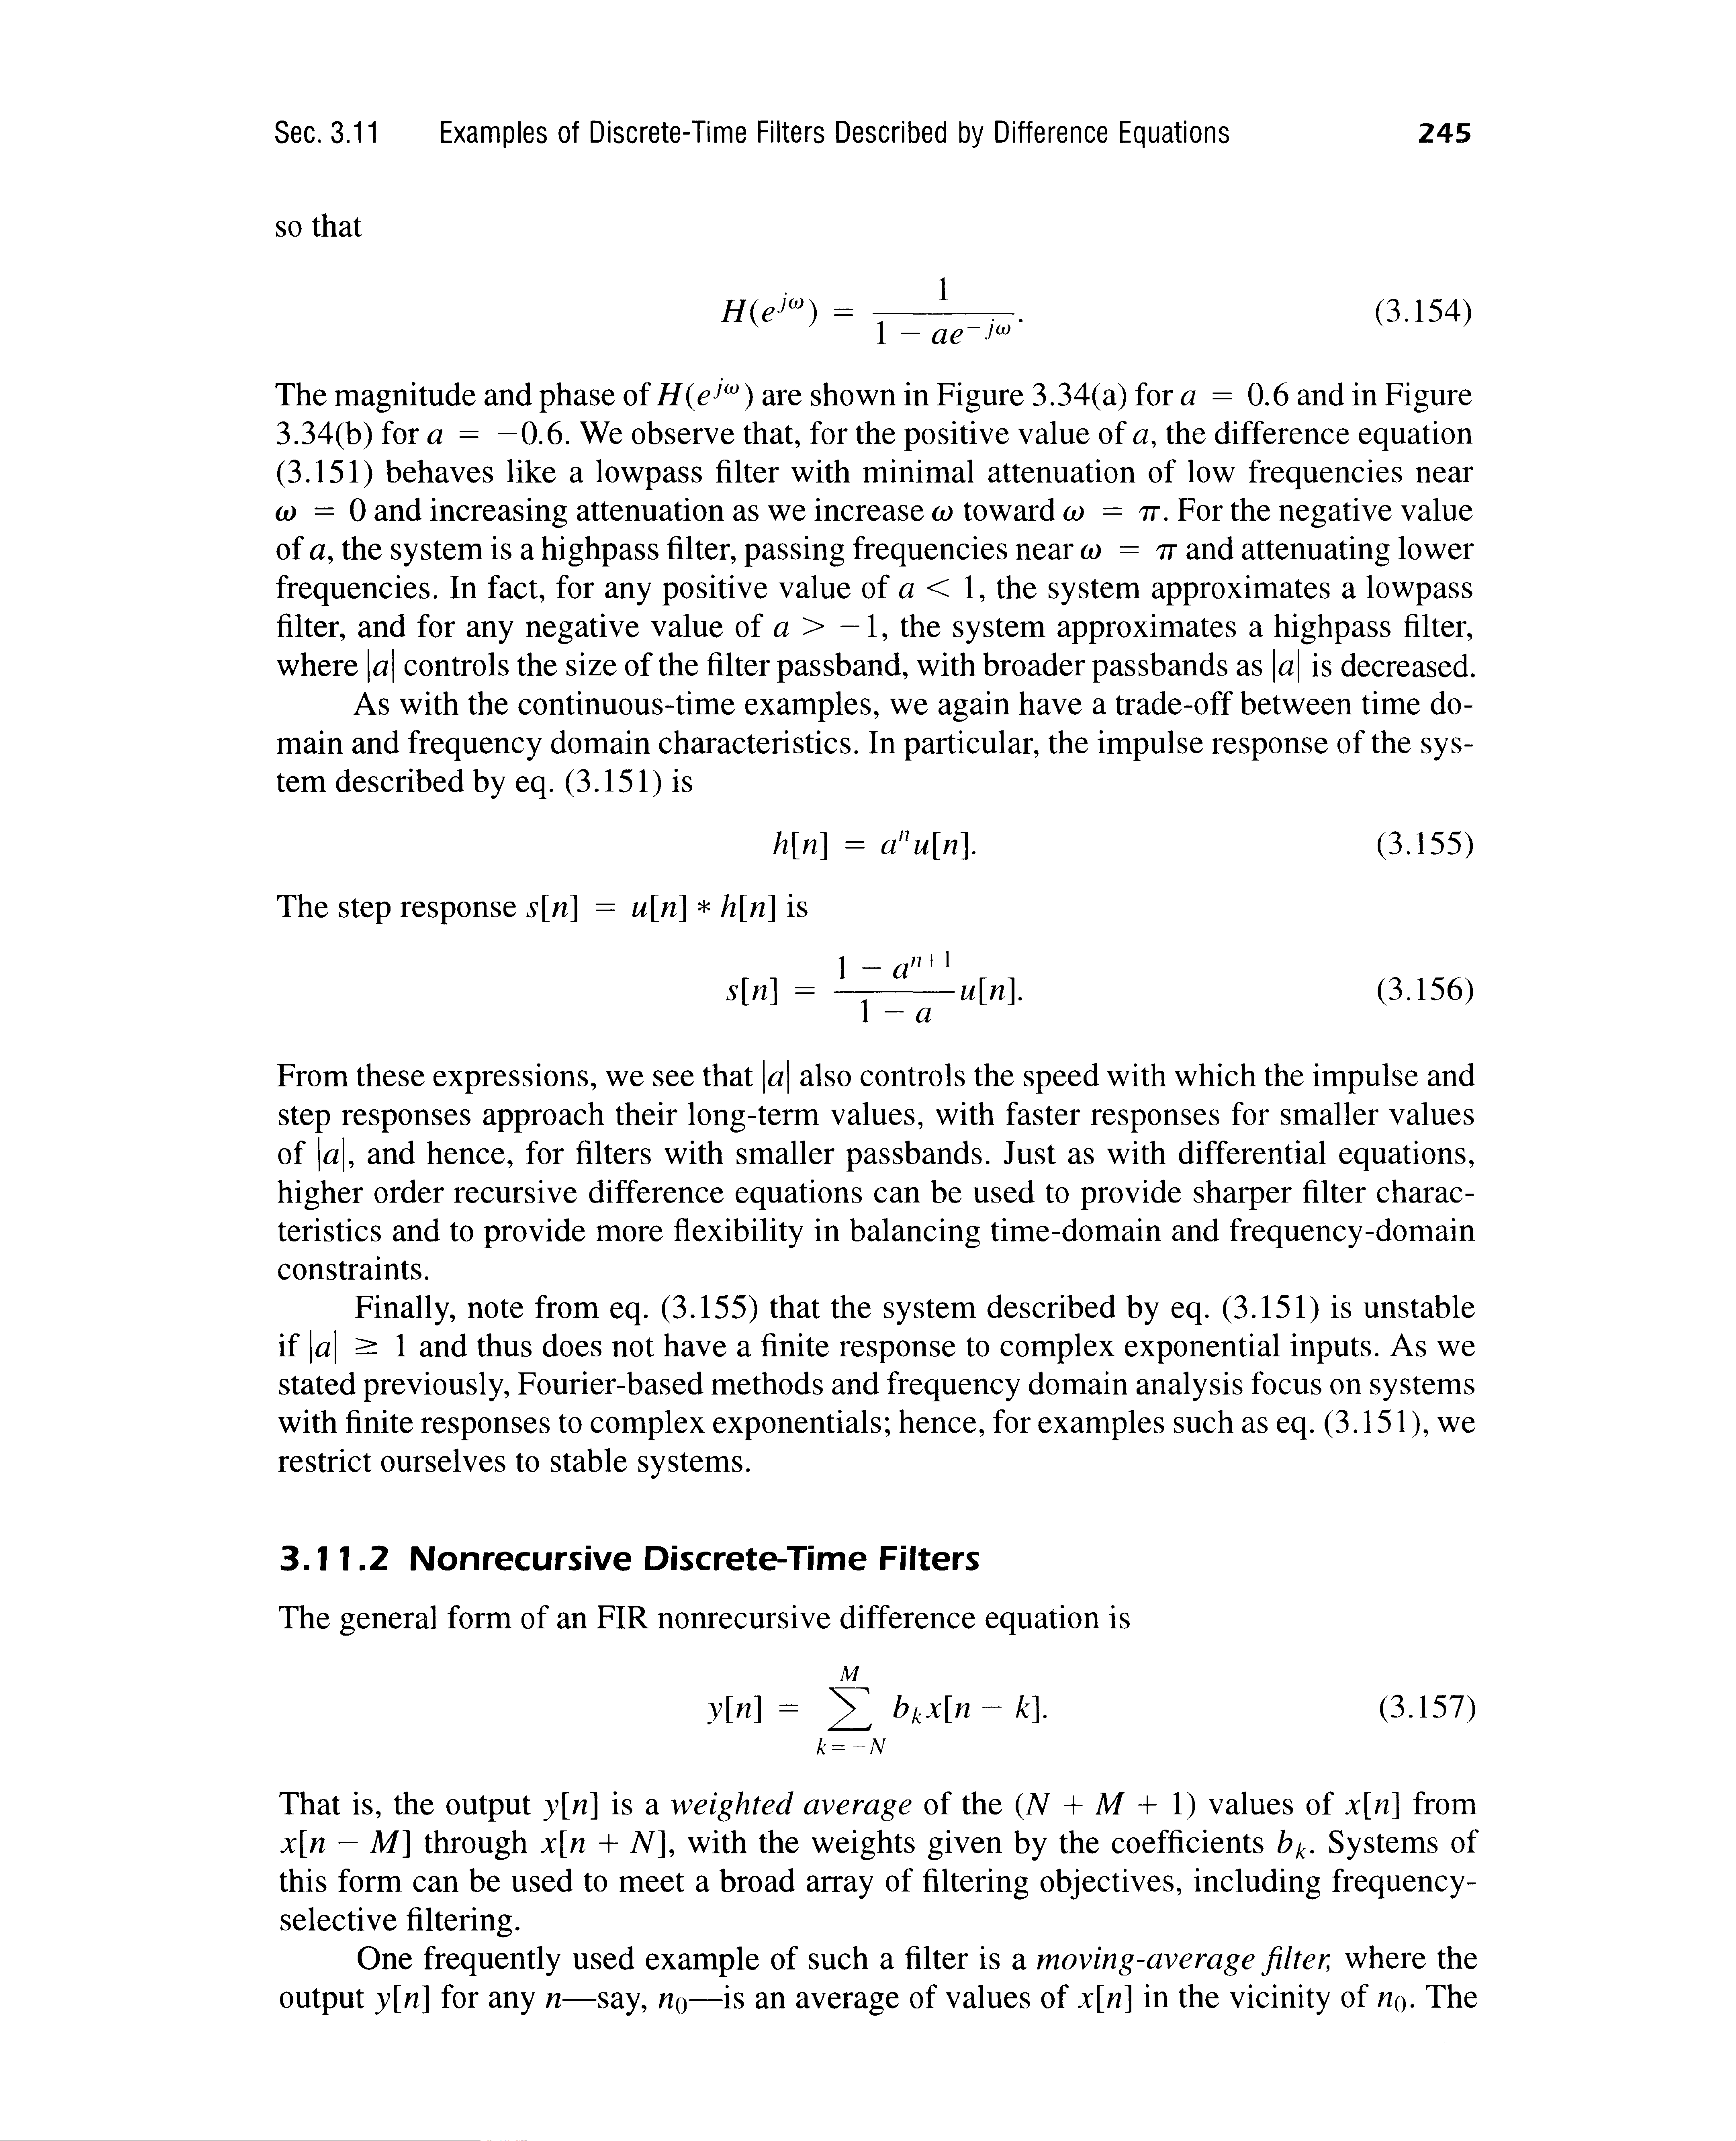 Sec. 3.11 Examples of Discrete-Time Filters Described by Difference Equations 245
so that
H(e^{jω}) = \frac{1}{1 − ae^{−jω}}. (3.154)
The magnitude and phase of H(e^{jω}) are shown in Figure 3.34(a) for a = 0.6 and in Figure
3.34(b) for a = −0.6. We observe that, for the positive value of a, the difference equation
(3.151) behaves like a lowpass filter with minimal attenuation of low frequencies near
ω = 0 and increasing attenuation as we increase ω toward ω = π. For the negative value
of a, the system is a highpass filter, passing frequencies near ω = π and attenuating lower
frequencies. In fact, for any positive value of a < 1, the system approximates a lowpass
filter, and for any negative value of a > −1, the system approximates a highpass filter,
where |a| controls the size of the filter passband, with broader passbands as |a| is decreased.
As with the continuous-time examples, we again have a trade-off between time do-
main and frequency domain characteristics. In particular, the impulse response of the sys-
tem described by eq. (3.151) is
h[n] = a^n u[n]. (3.155)
The step response s[n] = u[n] * h[n] is
s[n] = \frac{1 − a^{n+1}}{1 − a} u[n]. (3.156)
From these expressions, we see that |a| also controls the speed with which the impulse and
step responses approach their long-term values, with faster responses for smaller values
of |a|, and hence, for filters with smaller passbands. Just as with differential equations,
higher order recursive difference equations can be used to provide sharper filter charac-
teristics and to provide more flexibility in balancing time-domain and frequency-domain
constraints.
Finally, note from eq. (3.155) that the system described by eq. (3.151) is unstable
if |a| ≥ 1 and thus does not have a finite response to complex exponential inputs. As we
stated previously, Fourier-based methods and frequency domain analysis focus on systems
with finite responses to complex exponentials; hence, for examples such as eq. (3.151), we
restrict ourselves to stable systems.
3.11.2 Nonrecursive Discrete-Time Filters
The general form of an FIR nonrecursive difference equation is
y[n] = \sum_{k=−N}^{M} b_k x[n − k]. (3.157)
That is, the output y[n] is a weighted average of the (N + M + 1) values of x[n] from
x[n − M] through x[n + N], with the weights given by the coefficients b_k. Systems of
this form can be used to meet a broad array of filtering objectives, including frequency-
selective filtering.
One frequently used example of such a filter is a moving-average filter, where the
output y[n] for any n—say, n_0—is an average of values of x[n] in the vicinity of n_0. The